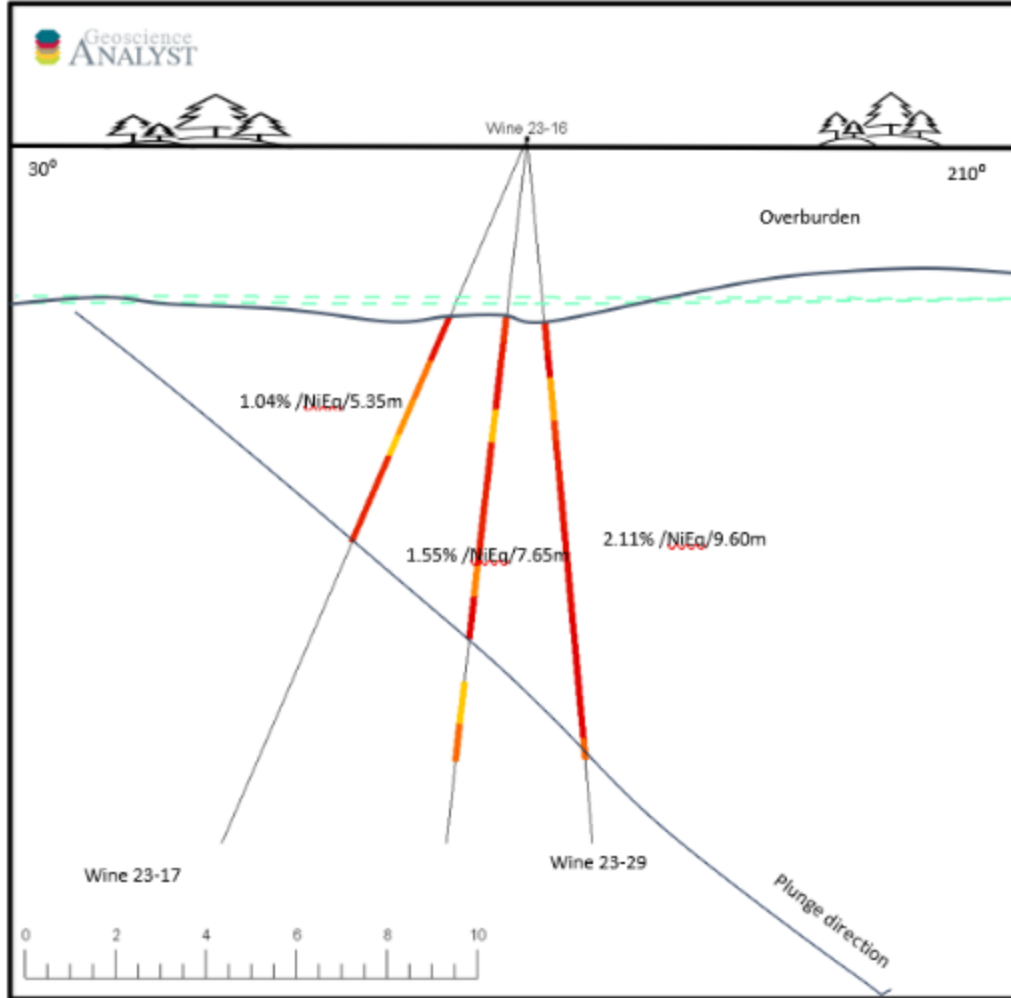 Geoscience
ANALYST
Wine 23-16
30⁰
210⁰
Overburden
1.04% /NiEq/5.35m
2.11% /NiEq/9.60m
1.55% /NiEq/7.65m
Wine 23-17
Wine 23-29
Plunge direction
0 2 4 6 8 10